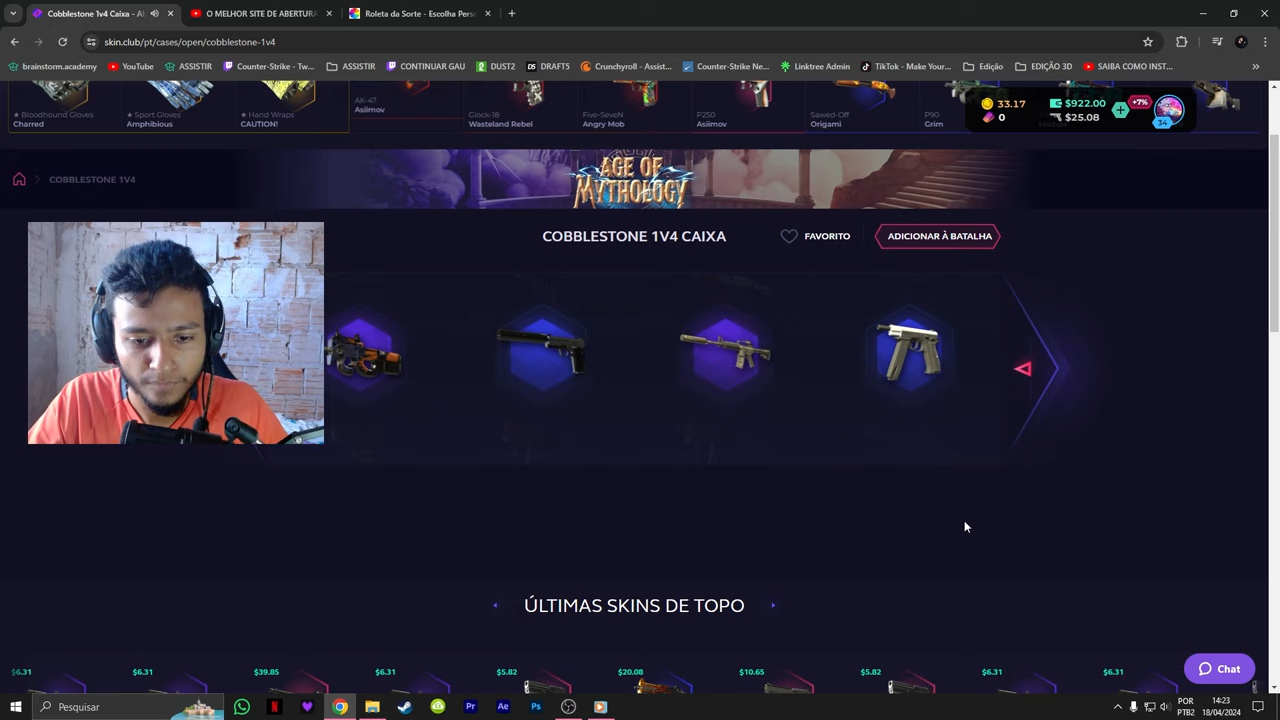 Cobblestone 1v4 Caixa - A
O MELHOR SITE DE ABERTURA
Roleta da Sorte - Escolha Pers
skin.club/pt/cases/open/cobblestone-1v4
brainstorm.academy
YouTube
ASSISTIR
Counter-Strike - Tw...
ASSISTIR
CONTINUAR GAU
DUST2
DRAFT5
Crunchyroll - Assist...
Counter-Strike Ne...
Linktree Admin
TikTok - Make Your...
Edição
EDIÇÃO 3D
SAIBA COMO INST...
★ Bloodhound Gloves
Charred
★ Sport Gloves
Amphibious
★ Hand Wraps
CAUTION!
AK-47
Asiimov
Glock-18
Wasteland Rebel
Five-SeveN
Angry Mob
P250
Asiimov
Sawed-Off
Origami
P90
Grim
33.17
0
$922.00
$25.08
+7%
34
COBBLESTONE 1V4
AGE OF
MYTHOLOGY
COBBLESTONE 1V4 CAIXA
FAVORITO
ADICIONAR À BATALHA
ÚLTIMAS SKINS DE TOPO
$6.31
$6.31
$39.85
$6.31
$5.82
$20.08
$10.65
$5.82
$6.31
$6.31
Chat
Pesquisar
POR
PTB2
14:23
18/04/2024